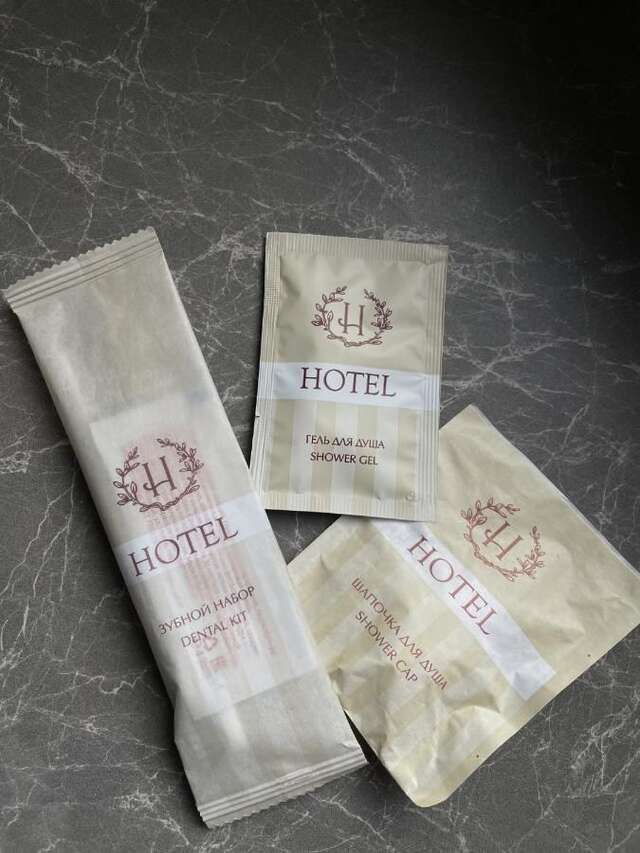 H
HOTEL
ЗУБНОЙ НАБОР
DENTAL KIT
H
HOTEL
ГЕЛЬ ДЛЯ ДУША
SHOWER GEL
H
HOTEL
ШАПОЧКА ДЛЯ ДУША
SHOWER CAP